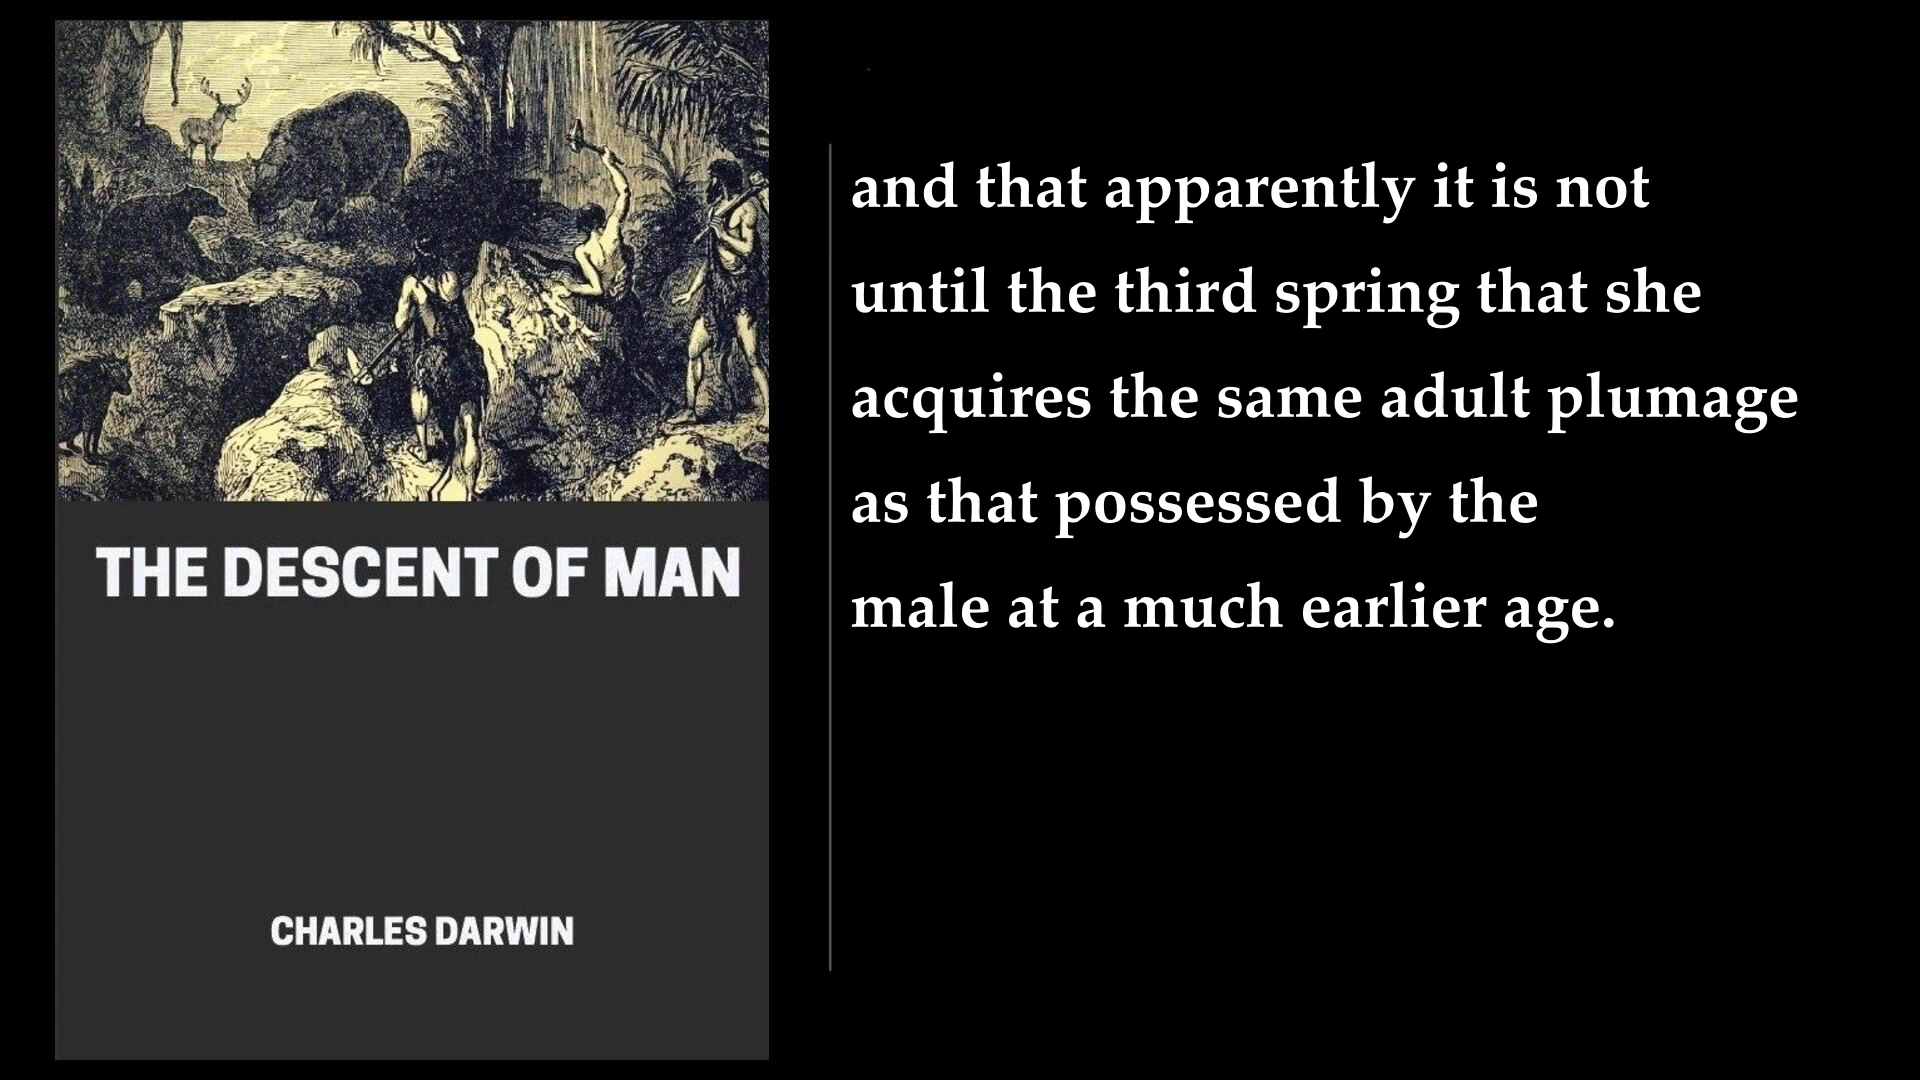 THE DESCENT OF MAN
CHARLES DARWIN
and that apparently it is not
until the third spring that she
acquires the same adult plumage
as that possessed by the
male at a much earlier age.